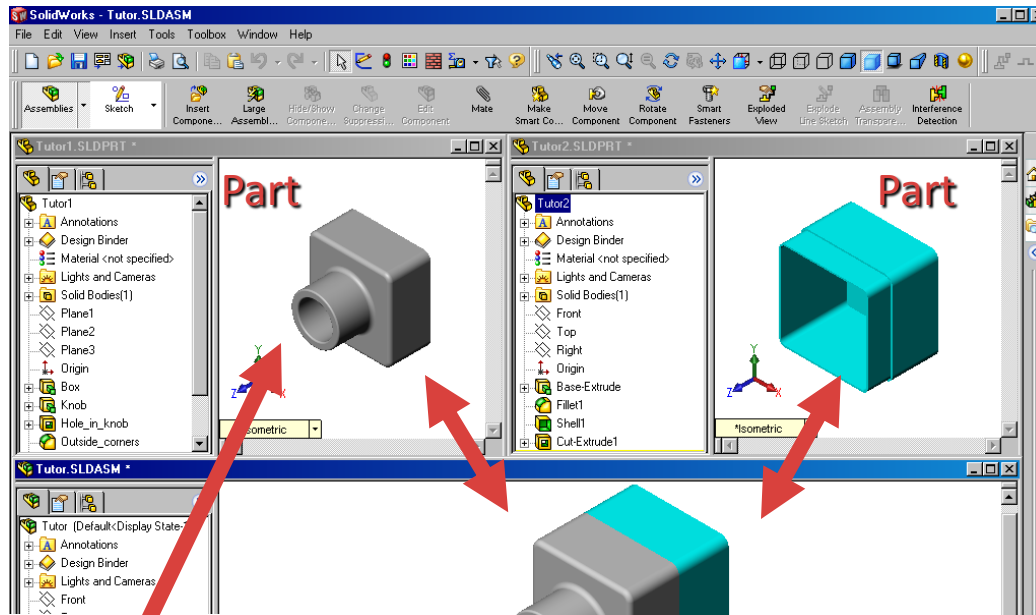 SolidWorks - Tutor.SLDASM
File Edit View Insert Tools Toolbox Window Help
Assemblies Sketch Insert Compone... Large Assembl... Hide/Show Compone... Change Suppressi... Edit Component Mate Make Smart Co... Move Component Rotate Component Smart Fasteners Exploded View Explode Line Sketch Assembly Transpare... Interference Detection
Tutor1.SLDPRT *
Tutor1
Annotations
Design Binder
Material <not specified>
Lights and Cameras
Solid Bodies(1)
Plane1
Plane2
Plane3
Origin
Box
Knob
Hole_in_knob
Outside_corners
Part
Y
Z X
sometric
Tutor2.SLDPRT *
Tutor2
Annotations
Design Binder
Material <not specified>
Lights and Cameras
Solid Bodies(1)
Front
Top
Right
Origin
Base-Extrude
Fillet1
Shell1
Cut-Extrude1
Part
Y
Z X
*Isometric
Tutor.SLDASM *
Tutor (Default<Display State-
Annotations
Design Binder
Lights and Cameras
Front